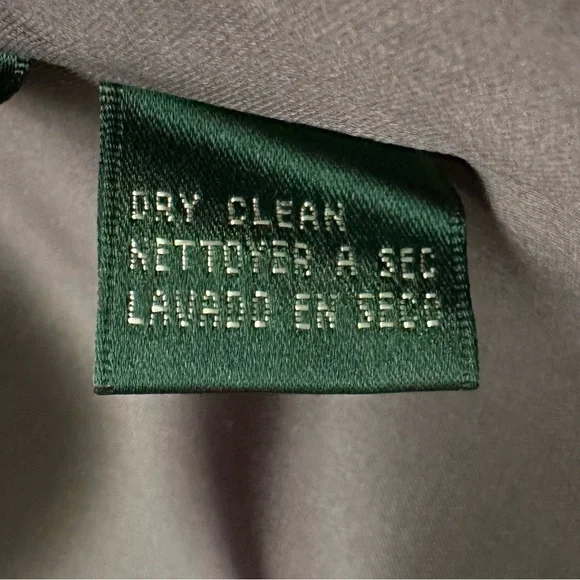 DRY CLEAN
NETTOYER A SEC
LAVADO EN SECO